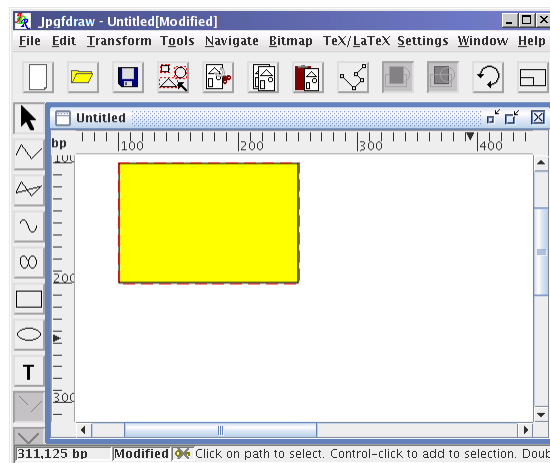 Jpgfdraw - Untitled[Modified]
File Edit Transform Tools Navigate Bitmap TeX/LaTeX Settings Window Help
Untitled
bp 100 200 300 400
100
200
T
300
311,125 bp Modified Click on path to select. Control-click to add to selection. Doub